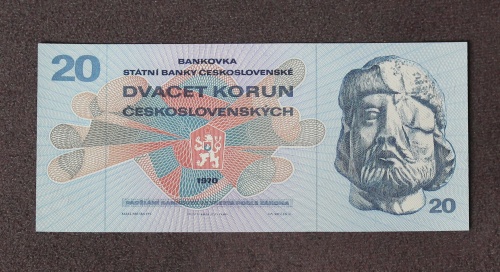 20
BANKOVKA
STÁTNÍ BANKY ČESKOSLOVENSKÉ
DVACET KORUN
ČESKOSLOVENSKÝCH
1970
20